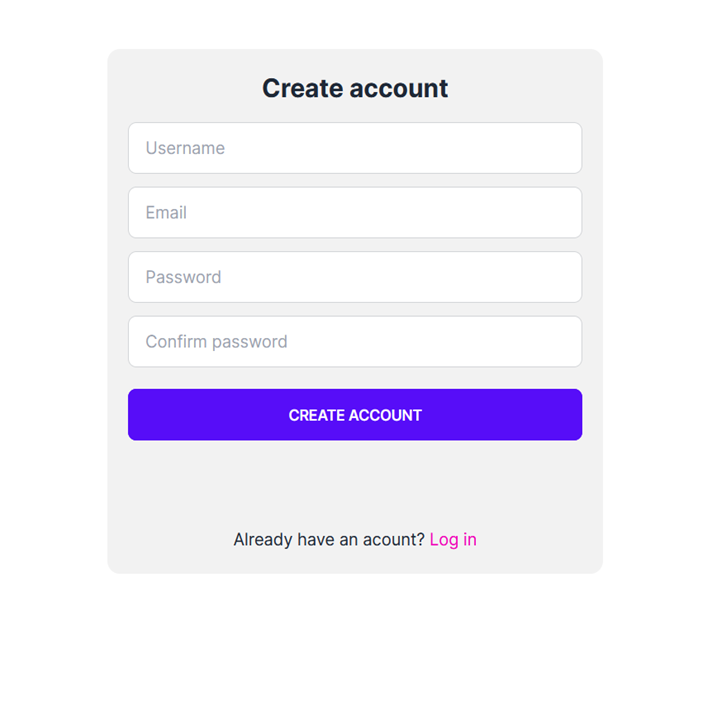 Create account
Username
Email
Password
Confirm password
CREATE ACCOUNT
Already have an acount? Log in